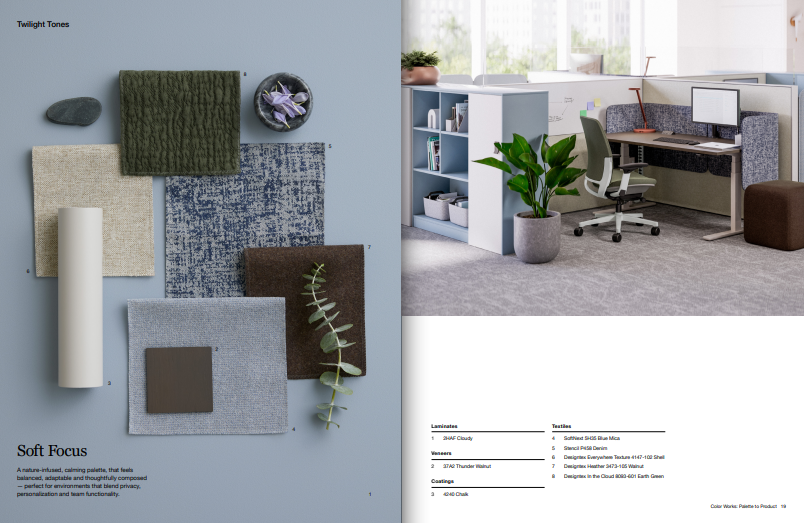 Twilight Tones
8
5
7
6
2
3
4
Soft Focus
A nature-infused, calming palette, that feels
balanced, adaptable and thoughtfully composed
— perfect for environments that blend privacy,
personalization and team functionality.
1
Laminates
1 2HAF Cloudy
Veneers
2 37A2 Thunder Walnut
Coatings
3 4240 Chalk
Textiles
4 SoftNext 5H35 Blue Mica
5 Stencil P458 Denim
6 Designtex Everywhere Texture 4147-102 Shell
7 Designtex Heather 3473-105 Walnut
8 Designtex In the Cloud 8093-601 Earth Green
Color Works: Palette to Product 19